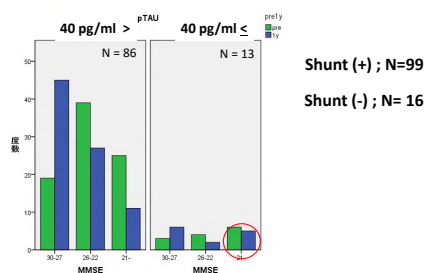 pTAU
pre1y
pre
1y
40 pg/ml >
40 pg/ml ≤
N = 86
N = 13
Shunt (+) ; N=99
Shunt (-) ; N= 16
度数
50
40
30
20
10
0
30-27
26-22
21-
30-27
26-22
21-
MMSE
MMSE